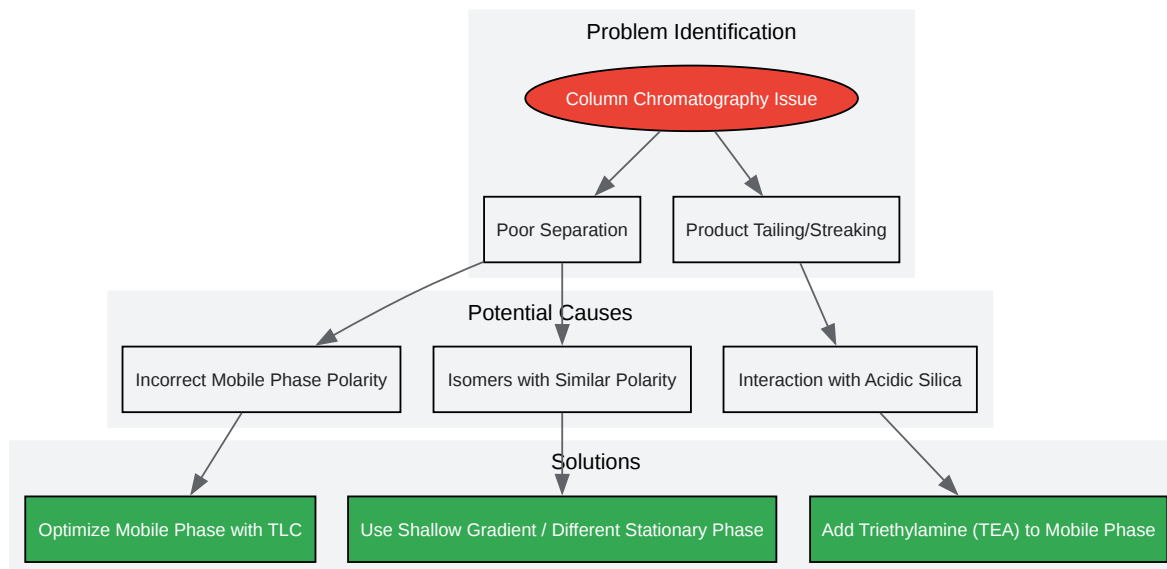 Problem Identification
Column Chromatography Issue
Poor Separation
Product Tailing/Streaking
Potential Causes
Incorrect Mobile Phase Polarity
Isomers with Similar Polarity
Interaction with Acidic Silica
Solutions
Optimize Mobile Phase with TLC
Use Shallow Gradient / Different Stationary Phase
Add Triethylamine (TEA) to Mobile Phase